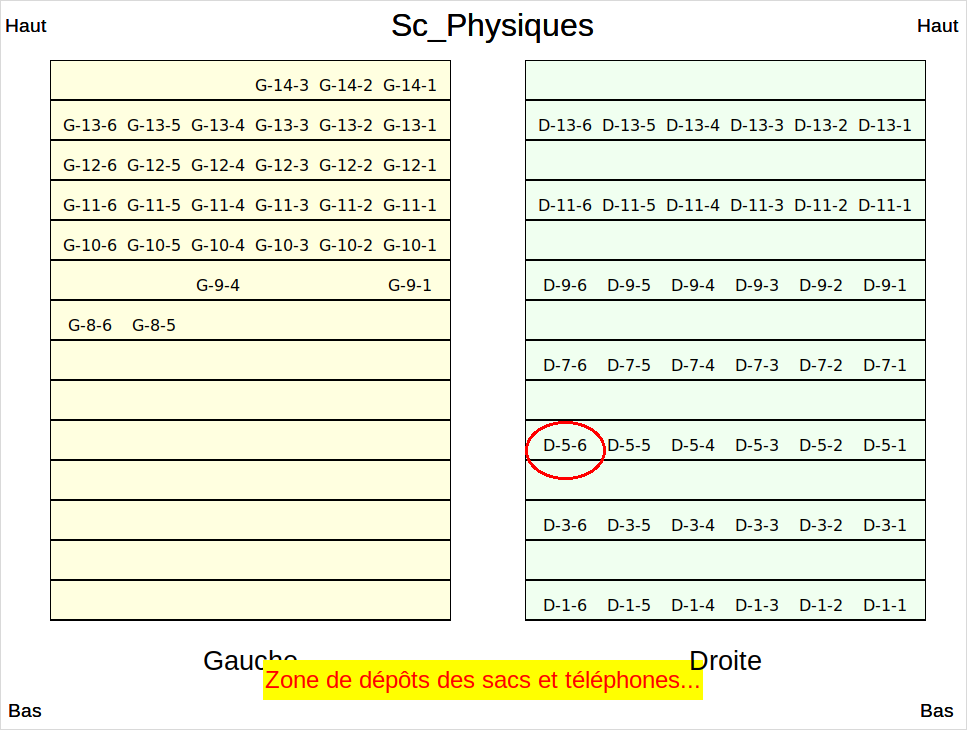 Haut Sc_Physiques Haut
G-14-3 G-14-2 G-14-1
G-13-6 G-13-5 G-13-4 G-13-3 G-13-2 G-13-1 D-13-6 D-13-5 D-13-4 D-13-3 D-13-2 D-13-1
G-12-6 G-12-5 G-12-4 G-12-3 G-12-2 G-12-1
G-11-6 G-11-5 G-11-4 G-11-3 G-11-2 G-11-1 D-11-6 D-11-5 D-11-4 D-11-3 D-11-2 D-11-1
G-10-6 G-10-5 G-10-4 G-10-3 G-10-2 G-10-1
G-9-4 G-9-1 D-9-6 D-9-5 D-9-4 D-9-3 D-9-2 D-9-1
G-8-6 G-8-5
D-7-6 D-7-5 D-7-4 D-7-3 D-7-2 D-7-1
D-5-6 D-5-5 D-5-4 D-5-3 D-5-2 D-5-1
D-3-6 D-3-5 D-3-4 D-3-3 D-3-2 D-3-1
D-1-6 D-1-5 D-1-4 D-1-3 D-1-2 D-1-1
Gauche Droite
Zone de dépôts des sacs et téléphones...
Bas Bas